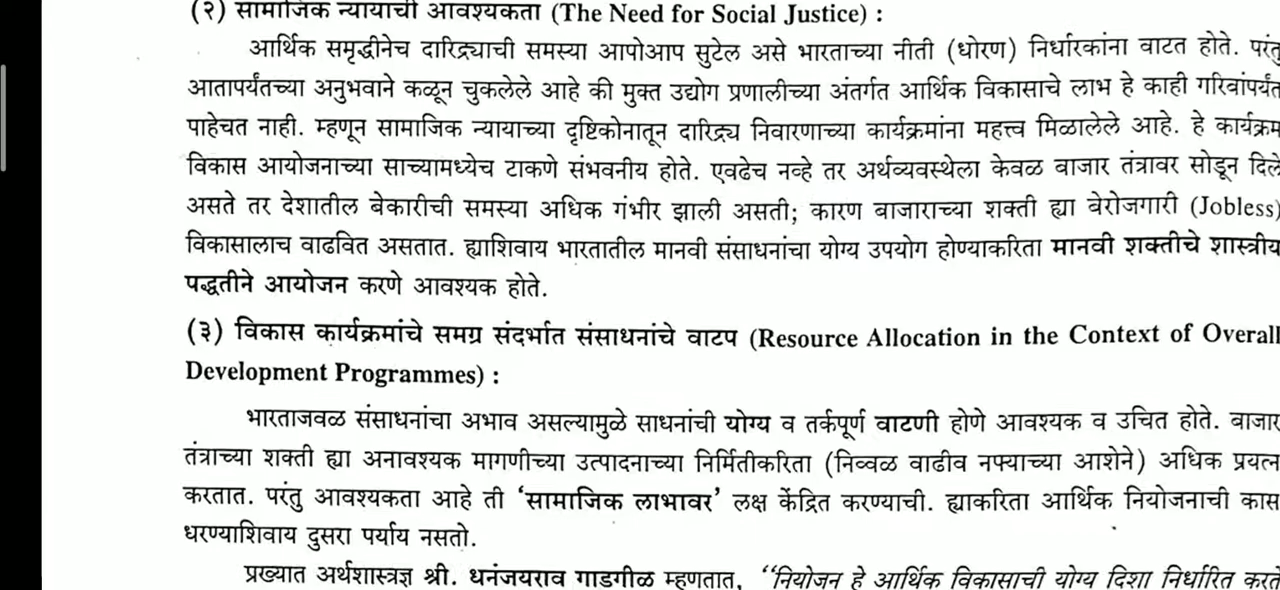 (२) सामाजिक न्यायाची आवश्यकता (The Need for Social Justice) :
आर्थिक समृद्धीनेच दारिद्र्याची समस्या आपोआप सुटेल असे भारताच्या नीती (धोरण) निर्धारकांना वाटत होते. परंतु
आतापर्यंतच्या अनुभवाने कळून चुकलेले आहे की मुक्त उद्योग प्रणालीच्या अंतर्गत आर्थिक विकासाचे लाभ हे काही गरिबांपर्यंत
पाहेचत नाही. म्हणून सामाजिक न्यायाच्या दृष्टिकोनातून दारिद्र्य निवारणाच्या कार्यक्रमांना महत्त्व मिळालेले आहे. हे कार्यक्रम
विकास आयोजनाच्या साच्यामध्येच टाकणे संभवनीय होते. एवढेच नव्हे तर अर्थव्यवस्थेला केवळ बाजार तंत्रावर सोडून दिले
असते तर देशातील बेकारीची समस्या अधिक गंभीर झाली असती; कारण बाजाराच्या शक्ती ह्या बेरोजगारी (Jobless)
विकासालाच वाढवित असतात. ह्याशिवाय भारतातील मानवी संसाधनांचा योग्य उपयोग होण्याकरिता मानवी शक्तीचे शास्त्रीय
पद्धतीने आयोजन करणे आवश्यक होते.
(३) विकास कार्यक्रमांचे समग्र संदर्भात संसाधनांचे वाटप (Resource Allocation in the Context of Overall
Development Programmes) :
भारताजवळ संसाधनांचा अभाव असल्यामुळे साधनांची योग्य व तर्कपूर्ण वाटणी होणे आवश्यक व उचित होते. बाजार
तंत्राच्या शक्ती ह्या अनावश्यक मागणीच्या उत्पादनाच्या निर्मितीकरिता (निव्वळ वाढीव नफ्याच्या आशेने) अधिक प्रयत्न
करतात. परंतु आवश्यकता आहे ती ‘सामाजिक लाभावर’ लक्ष केंद्रित करण्याची. ह्याकरिता आर्थिक नियोजनाची कास
धरण्याशिवाय दुसरा पर्याय नसतो.
प्रख्यात अर्थशास्त्रज्ञ श्री. धनंजयराव गाडगीळ म्हणतात, “नियोजन हे आर्थिक विकासाची योग्य दिशा निर्धारित करते